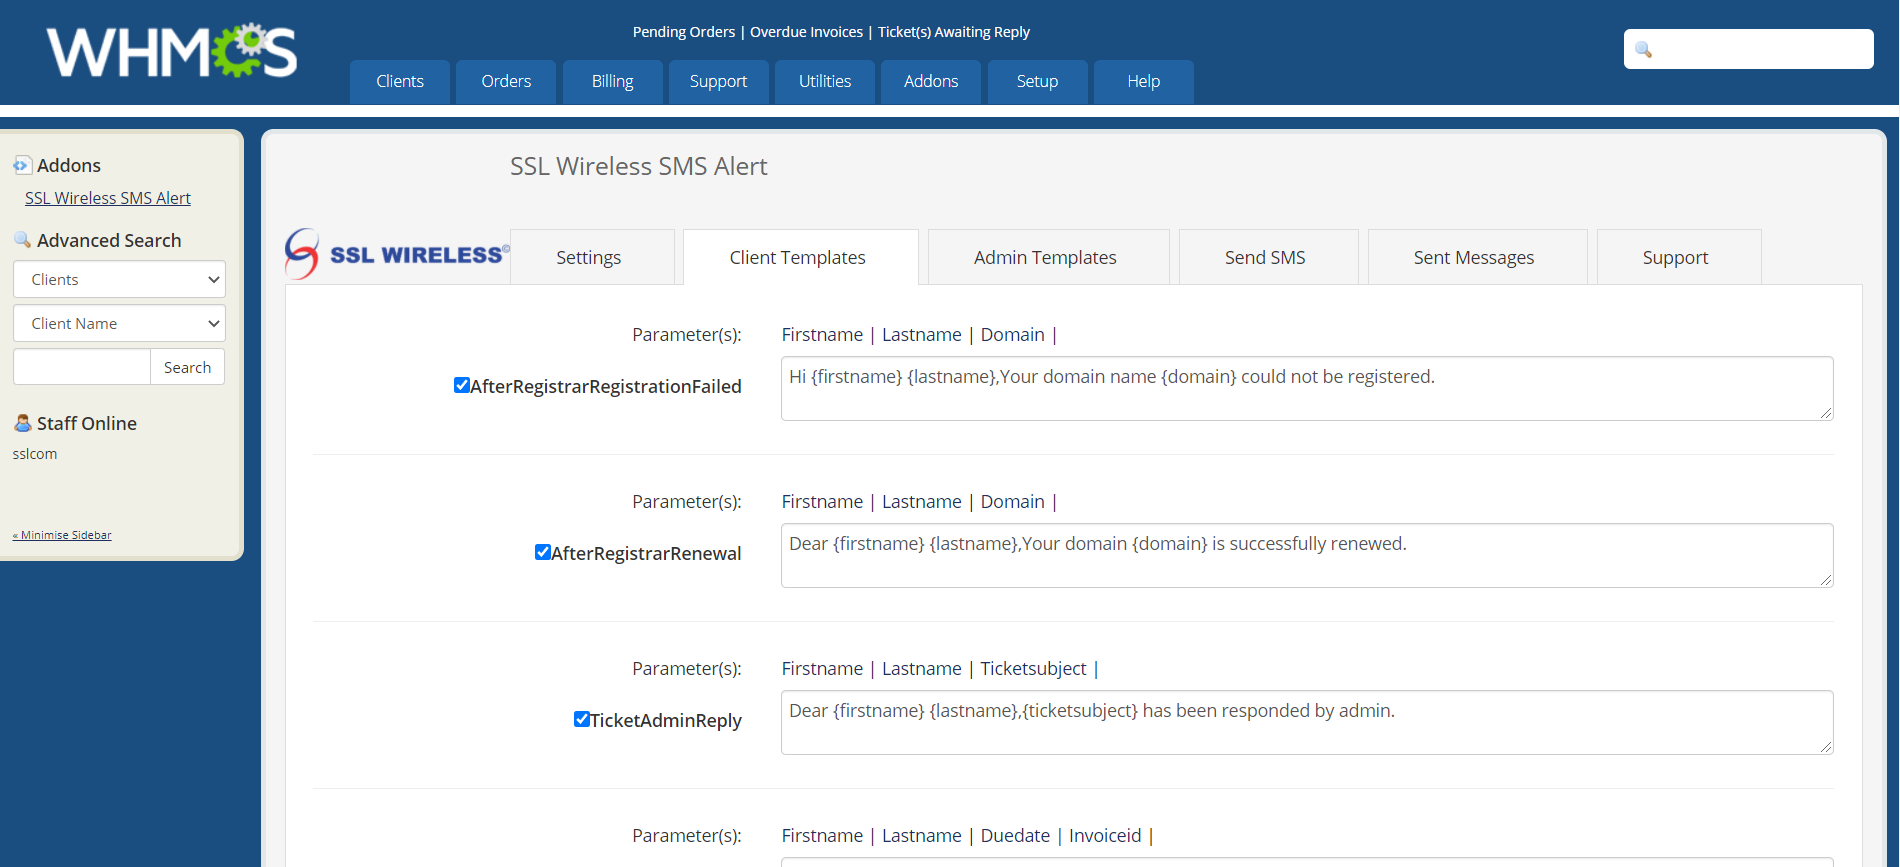 WHMCS
Pending Orders | Overdue Invoices | Ticket(s) Awaiting Reply
Clients Orders Billing Support Utilities Addons Setup Help
Addons
SSL Wireless SMS Alert
Advanced Search
Clients
Client Name
Search
Staff Online
sslcom
« Minimise Sidebar
SSL Wireless SMS Alert
SSL WIRELESS©
Settings Client Templates Admin Templates Send SMS Sent Messages Support
Parameter(s): Firstname | Lastname | Domain |
AfterRegistrarRegistrationFailed Hi {firstname} {lastname},Your domain name {domain} could not be registered.
Parameter(s): Firstname | Lastname | Domain |
AfterRegistrarRenewal Dear {firstname} {lastname},Your domain {domain} is successfully renewed.
Parameter(s): Firstname | Lastname | Ticketsubject |
TicketAdminReply Dear {firstname} {lastname},{ticketsubject} has been responded by admin.
Parameter(s): Firstname | Lastname | Duedate | Invoiceid |